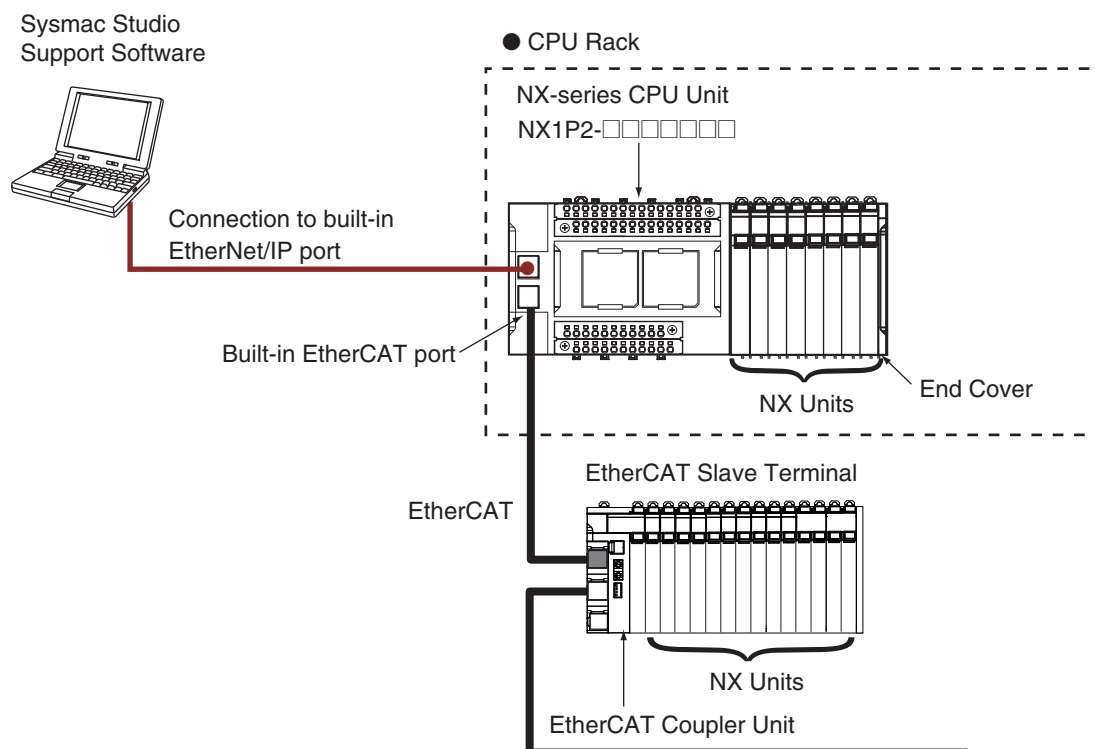 Sysmac Studio
Support Software
● CPU Rack
NX-series CPU Unit
NX1P2-□□□□□□□
Connection to built-in
EtherNet/IP port
Built-in EtherCAT port
NX Units
End Cover
EtherCAT Slave Terminal
EtherCAT
NX Units
EtherCAT Coupler Unit